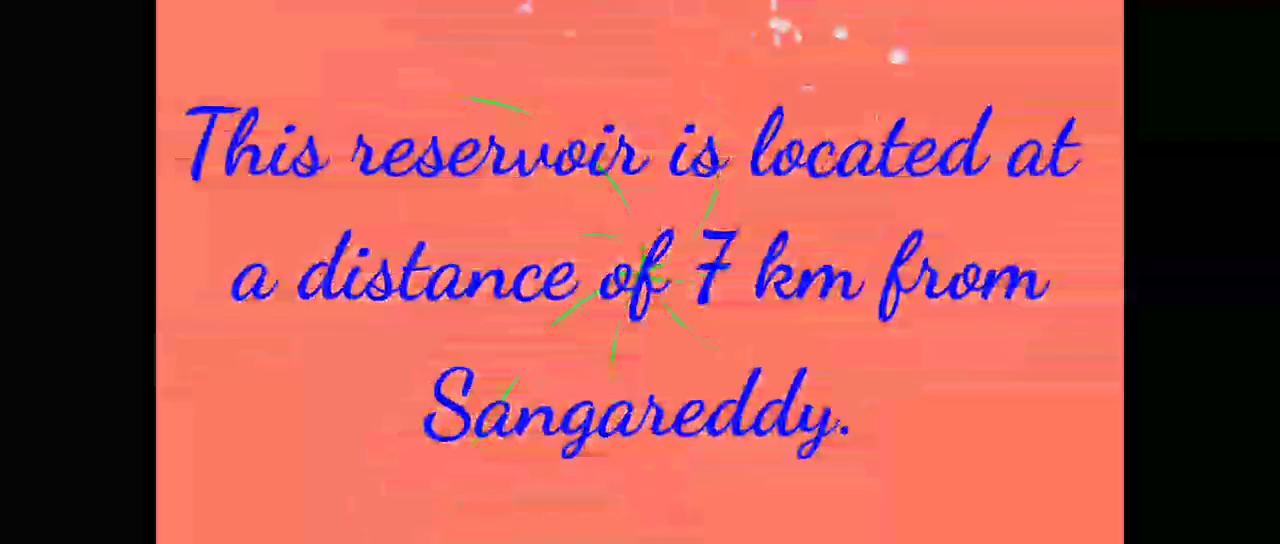 This reservoir is located at
a distance of 7 km from
Sangareddy.